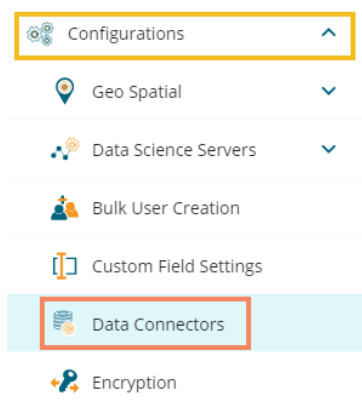 Configurations
Geo Spatial
Data Science Servers
Bulk User Creation
Custom Field Settings
Data Connectors
Encryption